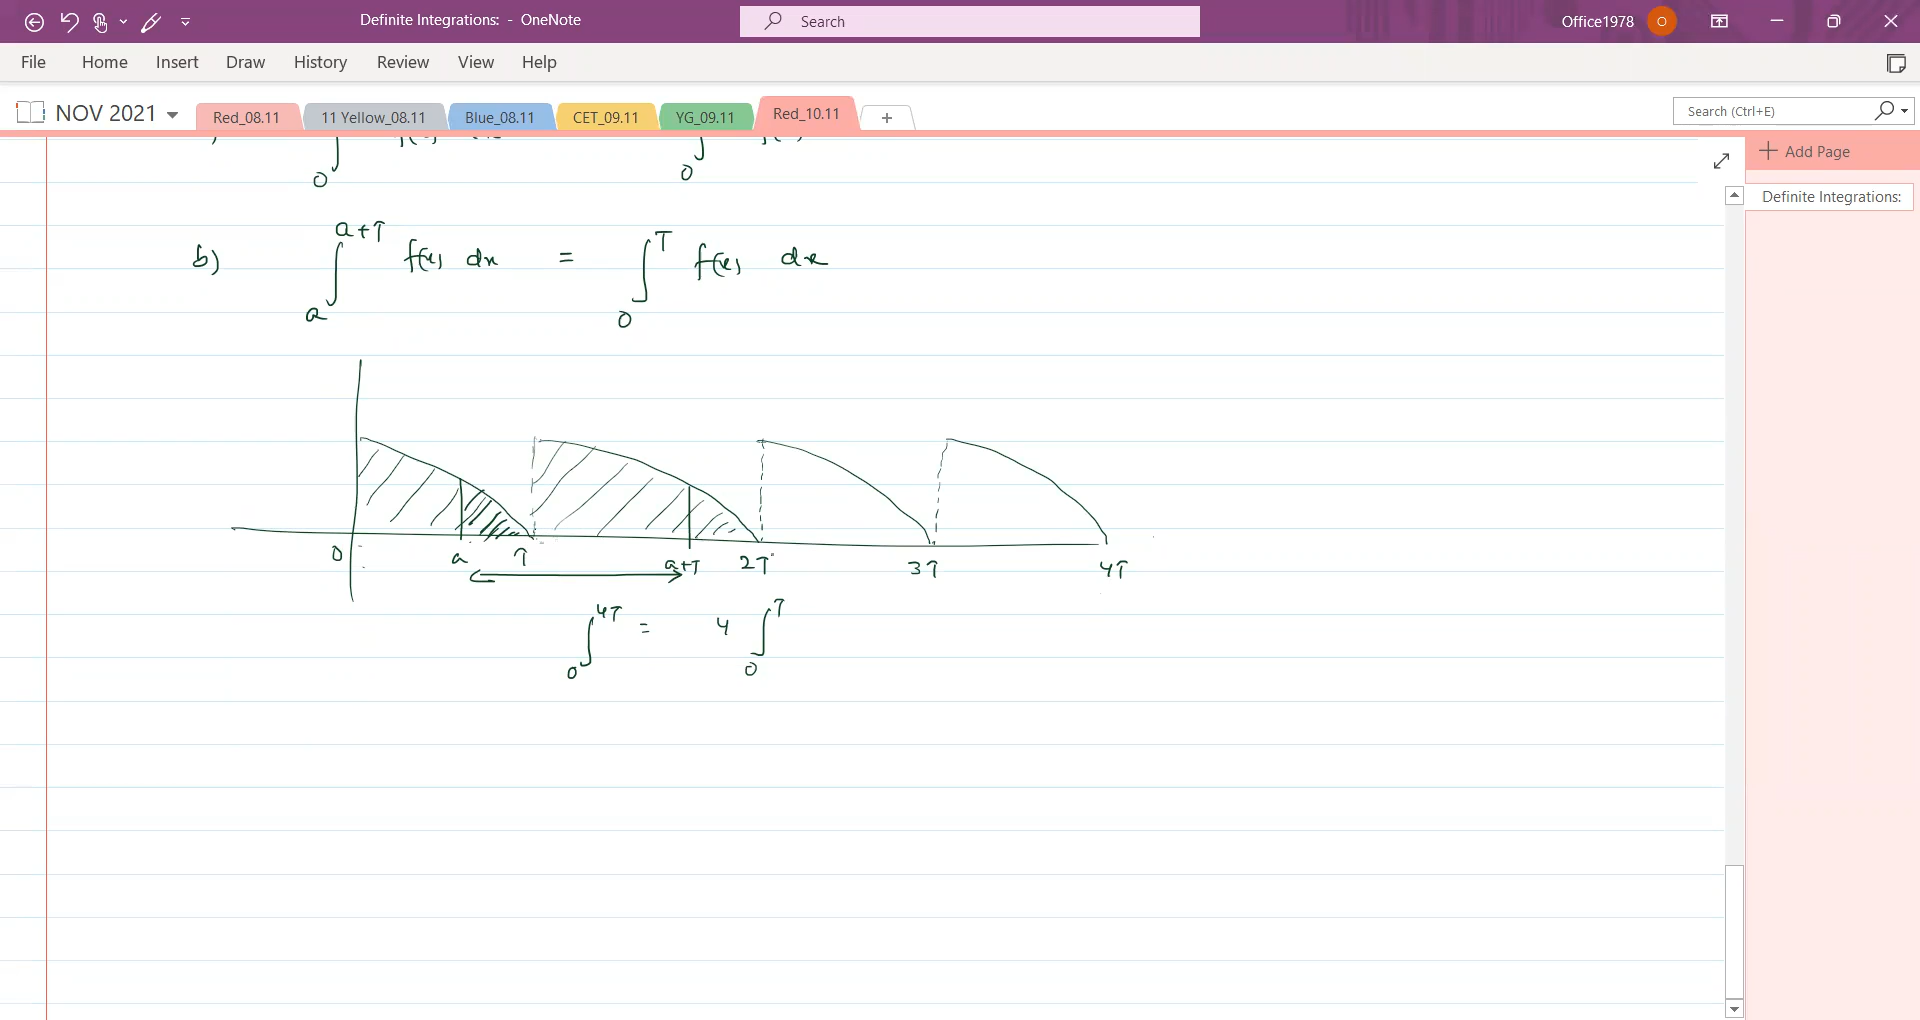 Definite Integrations: - OneNote
Search
Office1978
O
File Home Insert Draw History Review View Help
NOV 2021
Red_08.11 11 Yellow_08.11 Blue_08.11 CET_09.11 YG_09.11 Red_10.11 +
Search (Ctrl+E)
Add Page
Definite Integrations:
0 0
b) ∫_a^{a+T} f(x) dx = ∫_0^T f(x) dx
0 a T a+T 2T 3T 4T
∫_0^{4T} = 4 ∫_0^T